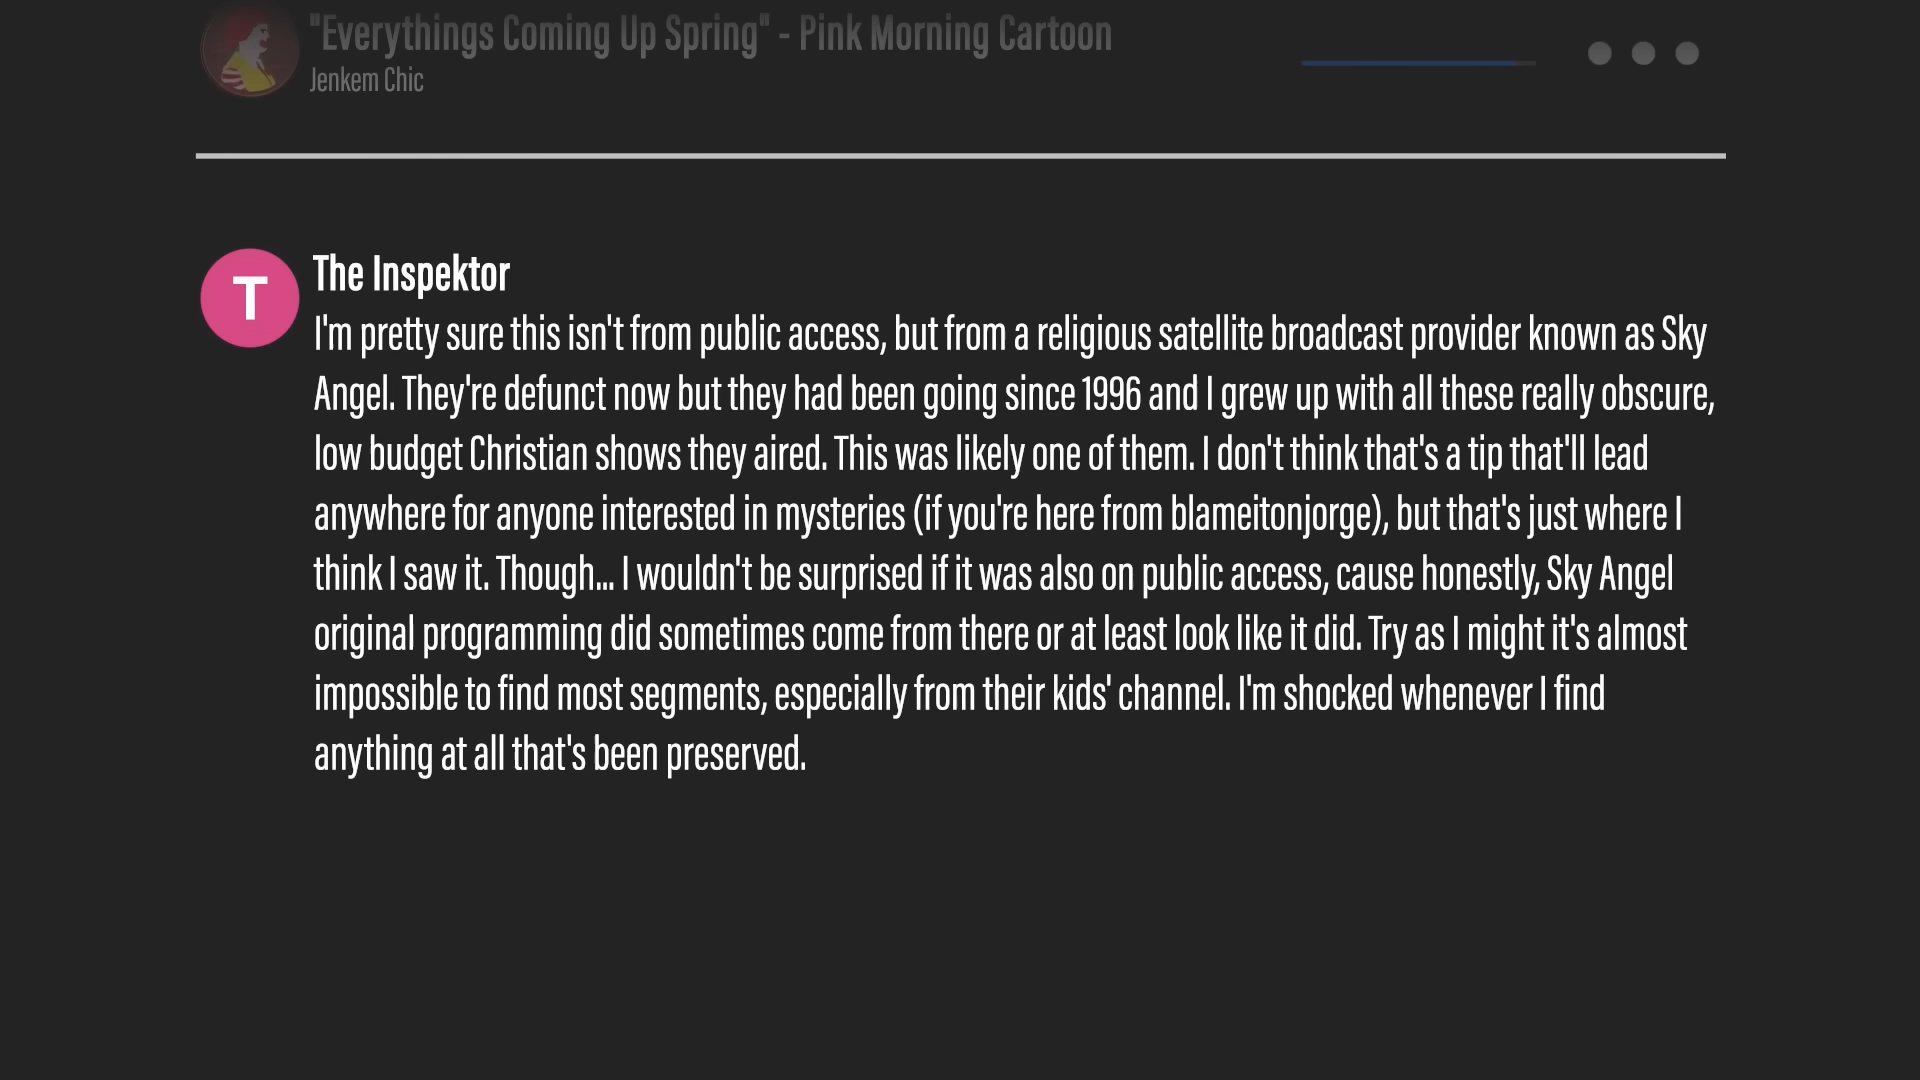 "Everythings Coming Up Spring" - Pink Morning Cartoon
Jenkem Chic
T
The Inspektor
I'm pretty sure this isn't from public access, but from a religious satellite broadcast provider known as Sky
Angel. They're defunct now but they had been going since 1996 and I grew up with all these really obscure,
low budget Christian shows they aired. This was likely one of them. I don't think that's a tip that'll lead
anywhere for anyone interested in mysteries (if you're here from blameitonjorge), but that's just where I
think I saw it. Though... I wouldn't be surprised if it was also on public access, cause honestly, Sky Angel
original programming did sometimes come from there or at least look like it did. Try as I might it's almost
impossible to find most segments, especially from their kids' channel. I'm shocked whenever I find
anything at all that's been preserved.